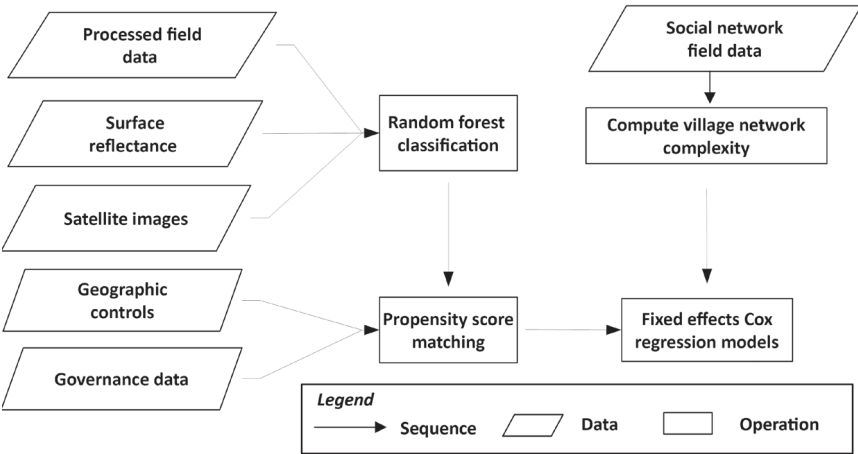 Processed field
data
Social network
field data
Surface
reflectance
Random forest
classification
Compute village network
complexity
Satellite images
Geographic
controls
Propensity score
matching
Fixed effects Cox
regression models
Governance data
Legend
Sequence
Data
Operation